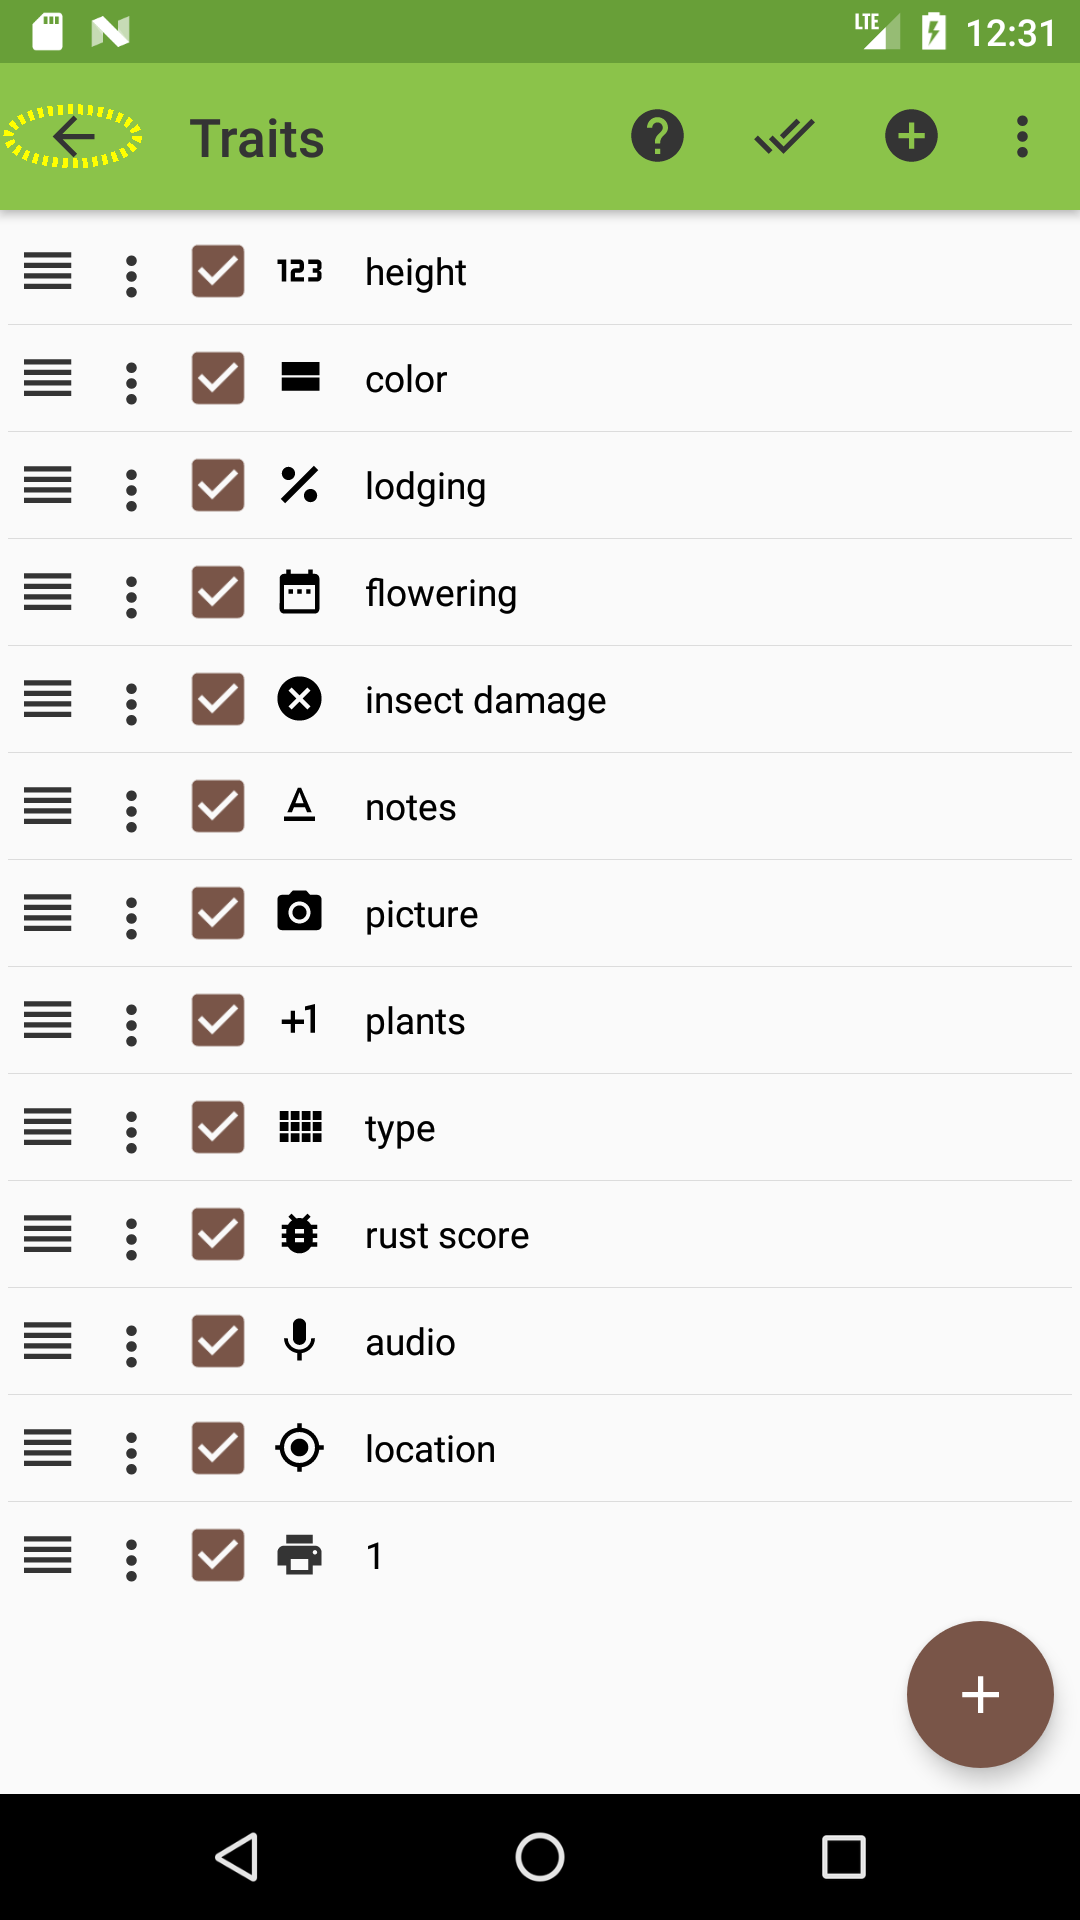 LTE 12:31
Traits
123 height
color
lodging
flowering
insect damage
A notes
picture
+1 plants
type
rust score
audio
location
1